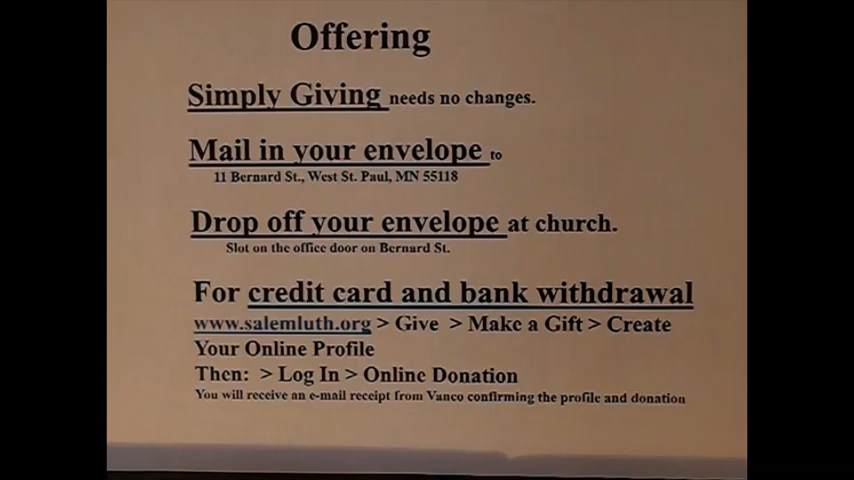 Offering
Simply Giving needs no changes.
Mail in your envelope to
11 Bernard St., West St. Paul, MN 55118
Drop off your envelope at church.
Slot on the office door on Bernard St.
For credit card and bank withdrawal
www.salemluth.org > Give > Make a Gift > Create
Your Online Profile
Then: > Log In > Online Donation
You will receive an e-mail receipt from Vanco confirming the profile and donation